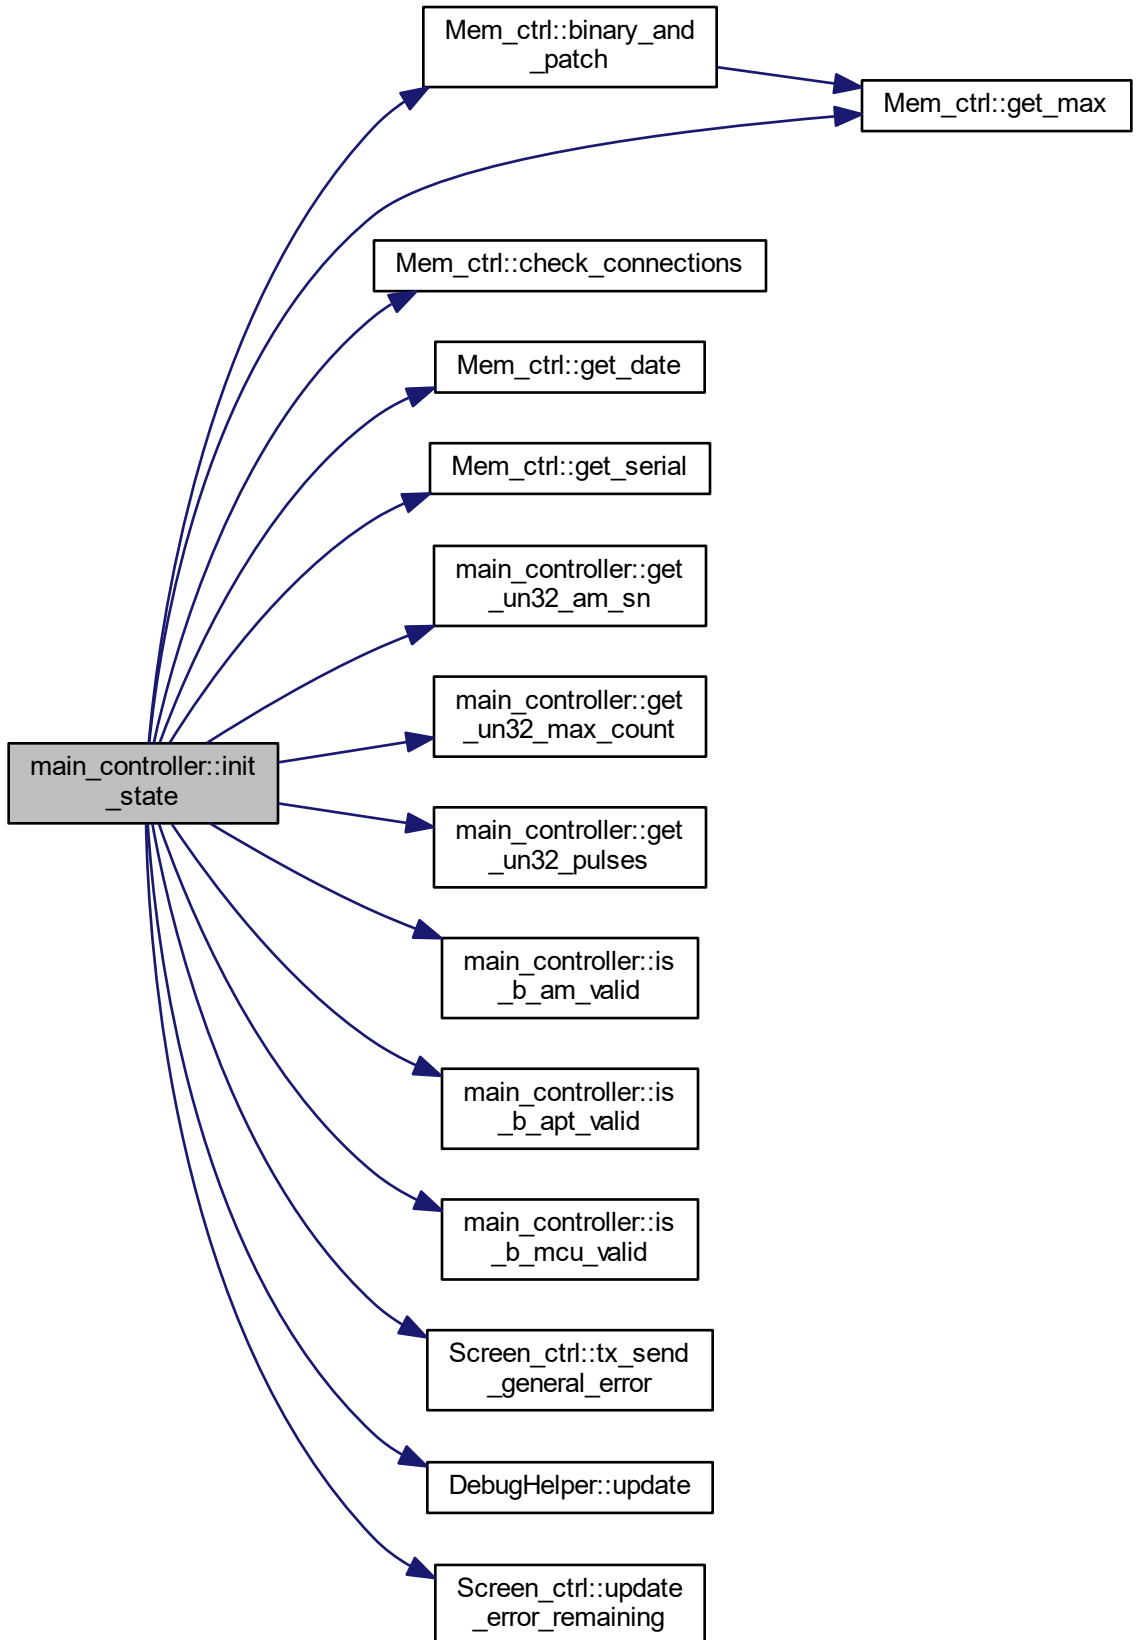 Mem_ctrl::binary_and
_patch
Mem_ctrl::get_max
Mem_ctrl::check_connections
Mem_ctrl::get_date
Mem_ctrl::get_serial
main_controller::get
_un32_am_sn
main_controller::get
_un32_max_count
main_controller::init
_state
main_controller::get
_un32_pulses
main_controller::is
_b_am_valid
main_controller::is
_b_apt_valid
main_controller::is
_b_mcu_valid
Screen_ctrl::tx_send
_general_error
DebugHelper::update
Screen_ctrl::update
_error_remaining